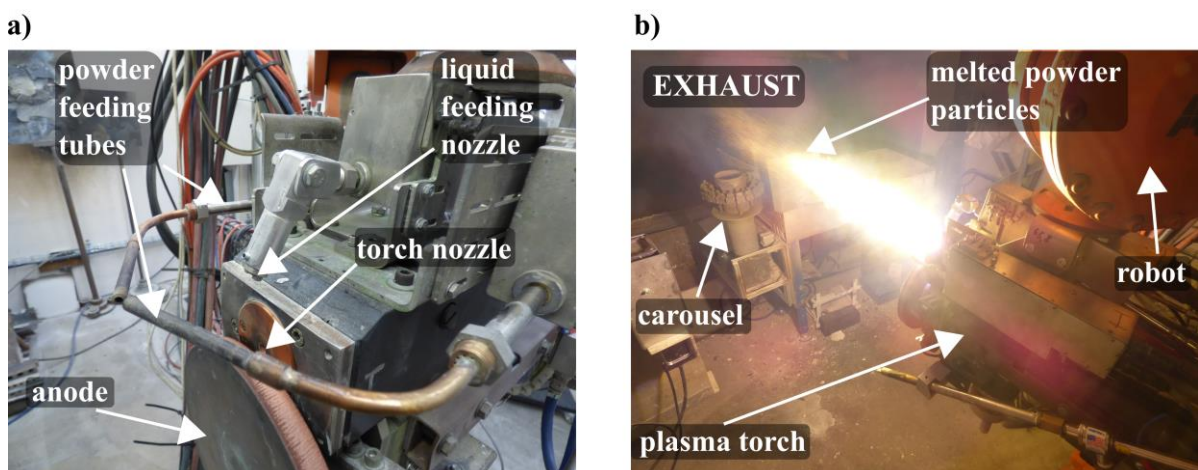 a)
powder
feeding
tubes
liquid
feeding
nozzle
torch nozzle
anode
b)
EXHAUST
melted powder
particles
carousel
robot
plasma torch